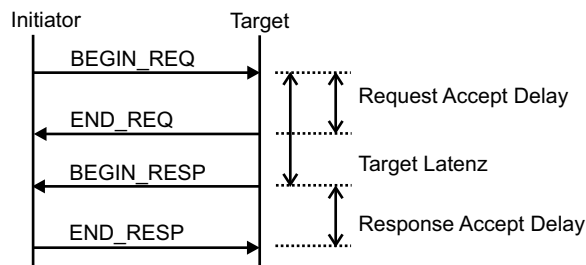 Initiator
Target
BEGIN_REQ
Request Accept Delay
END_REQ
Target Latenz
BEGIN_RESP
Response Accept Delay
END_RESP